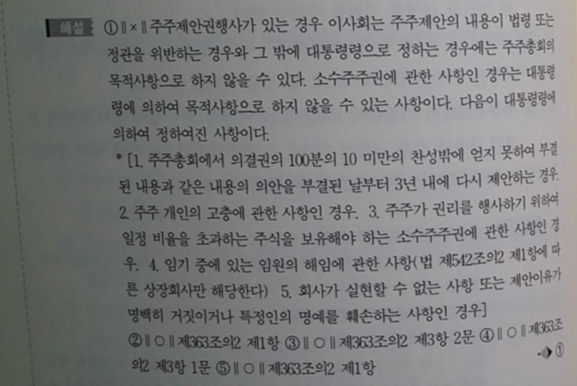 해설 ①∥×∥주주제안권행사가 있는 경우 이사회는 주주제안의 내용이 법령 또는
정관을 위반하는 경우와 그 밖에 대통령령으로 정하는 경우에는 주주총회의
목적사항으로 하지 않을 수 있다. 소수주주권에 관한 사항인 경우는 대통령
령에 의하여 목적사항으로 하지 않을 수 있는 사항이다. 다음이 대통령령에
의하여 정하여진 사항이다.
* [1. 주주총회에서 의결권의 100분의 10 미만의 찬성밖에 얻지 못하여 부결
된 내용과 같은 내용의 의안을 부결된 날부터 3년 내에 다시 제안하는 경우.
2. 주주 개인의 고충에 관한 사항인 경우. 3. 주주가 권리를 행사하기 위하여
일정 비율을 초과하는 주식을 보유해야 하는 소수주주권에 관한 사항인 경
우. 4. 임기 중에 있는 임원의 해임에 관한 사항(법 제542조의2 제1항에 따
른 상장회사만 해당한다) 5. 회사가 실현할 수 없는 사항 또는 제안이유가
명백히 거짓이거나 특정인의 명예를 훼손하는 사항인 경우]
②∥○∥제363조의2 제1항 ③∥○∥제363조의2 제3항 2문 ④∥○∥제363조
의2 제3항 1문 ⑤∥○∥제363조의2 제1항
①